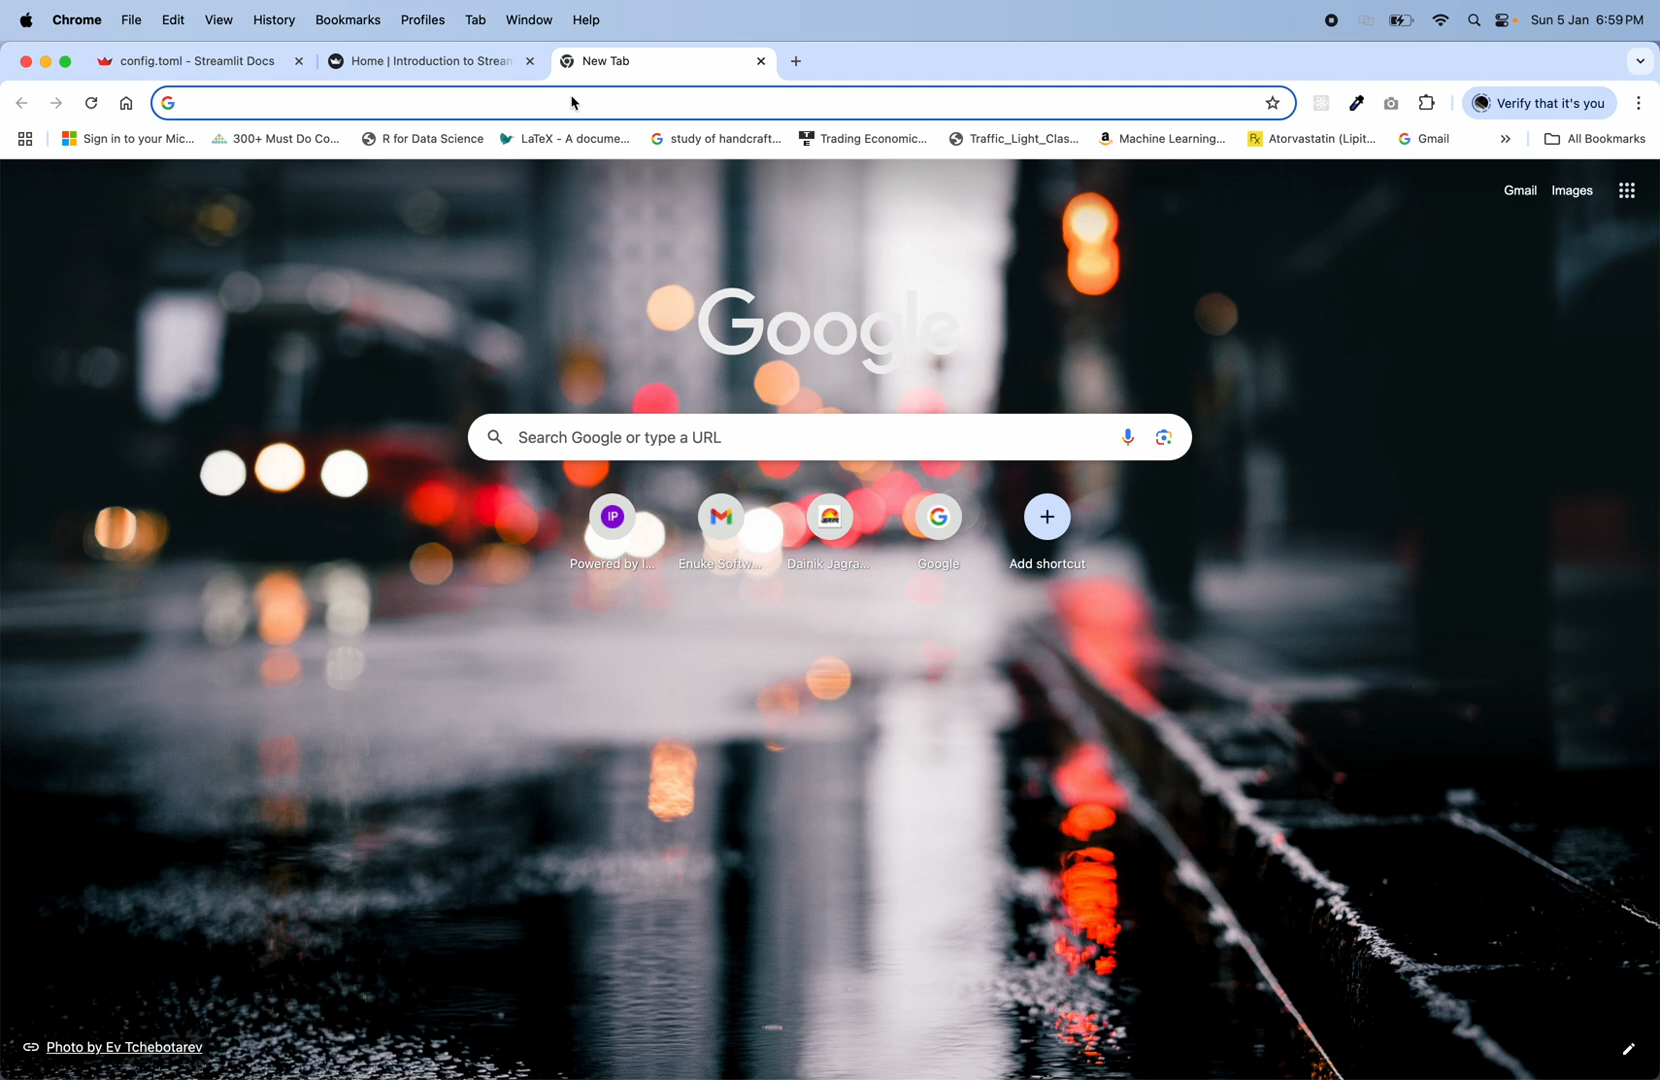 Chrome File Edit View History Bookmarks Profiles Tab Window Help Sun 5 Jan 6:59 PM
config.toml - Streamlit Docs Home | Introduction to Stream New Tab
Verify that it's you
Sign in to your Mic... 300+ Must Do Co... R for Data Science LaTeX - A docume... study of handcraft... Trading Economic... Traffic_Light_Clas... Machine Learning... Atorvastatin (Lipit... Gmail » All Bookmarks
Gmail Images
Google
Search Google or type a URL
IP
Powered by I... Enuke Softw... Dainik Jagra... Google Add shortcut
Photo by Ev Tchebotarev